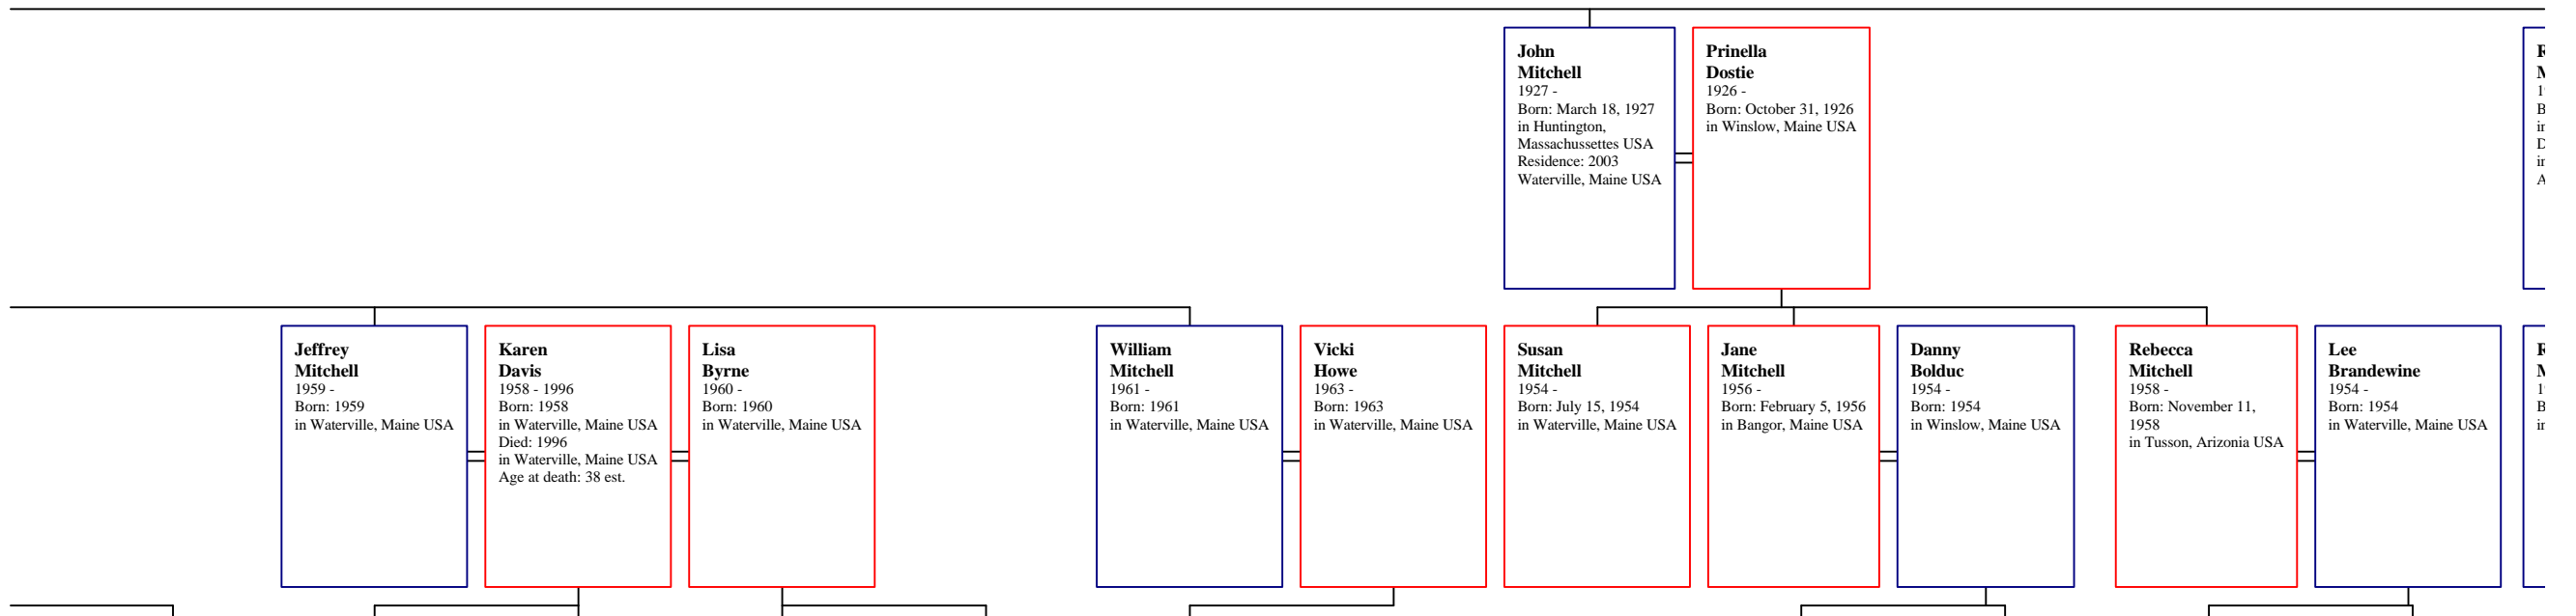 John
Mitchell
1927 -
Born: March 18, 1927
in Huntington,
Massachussettes USA
Residence: 2003
Waterville, Maine USA
Prinella
Dostie
1926 -
Born: October 31, 1926
in Winslow, Maine USA
Jeffrey
Mitchell
1959 -
Born: 1959
in Waterville, Maine USA
Karen
Davis
1958 - 1996
Born: 1958
in Waterville, Maine USA
Died: 1996
in Waterville, Maine USA
Age at death: 38 est.
Lisa
Byrne
1960 -
Born: 1960
in Waterville, Maine USA
William
Mitchell
1961 -
Born: 1961
in Waterville, Maine USA
Vicki
Howe
1963 -
Born: 1963
in Waterville, Maine USA
Susan
Mitchell
1954 -
Born: July 15, 1954
in Waterville, Maine USA
Jane
Mitchell
1956 -
Born: February 5, 1956
in Bangor, Maine USA
Danny
Bolduc
1954 -
Born: 1954
in Winslow, Maine USA
Rebecca
Mitchell
1958 -
Born: November 11,
1958
in Tusson, Arizonia USA
Lee
Brandewine
1954 -
Born: 1954
in Waterville, Maine USA